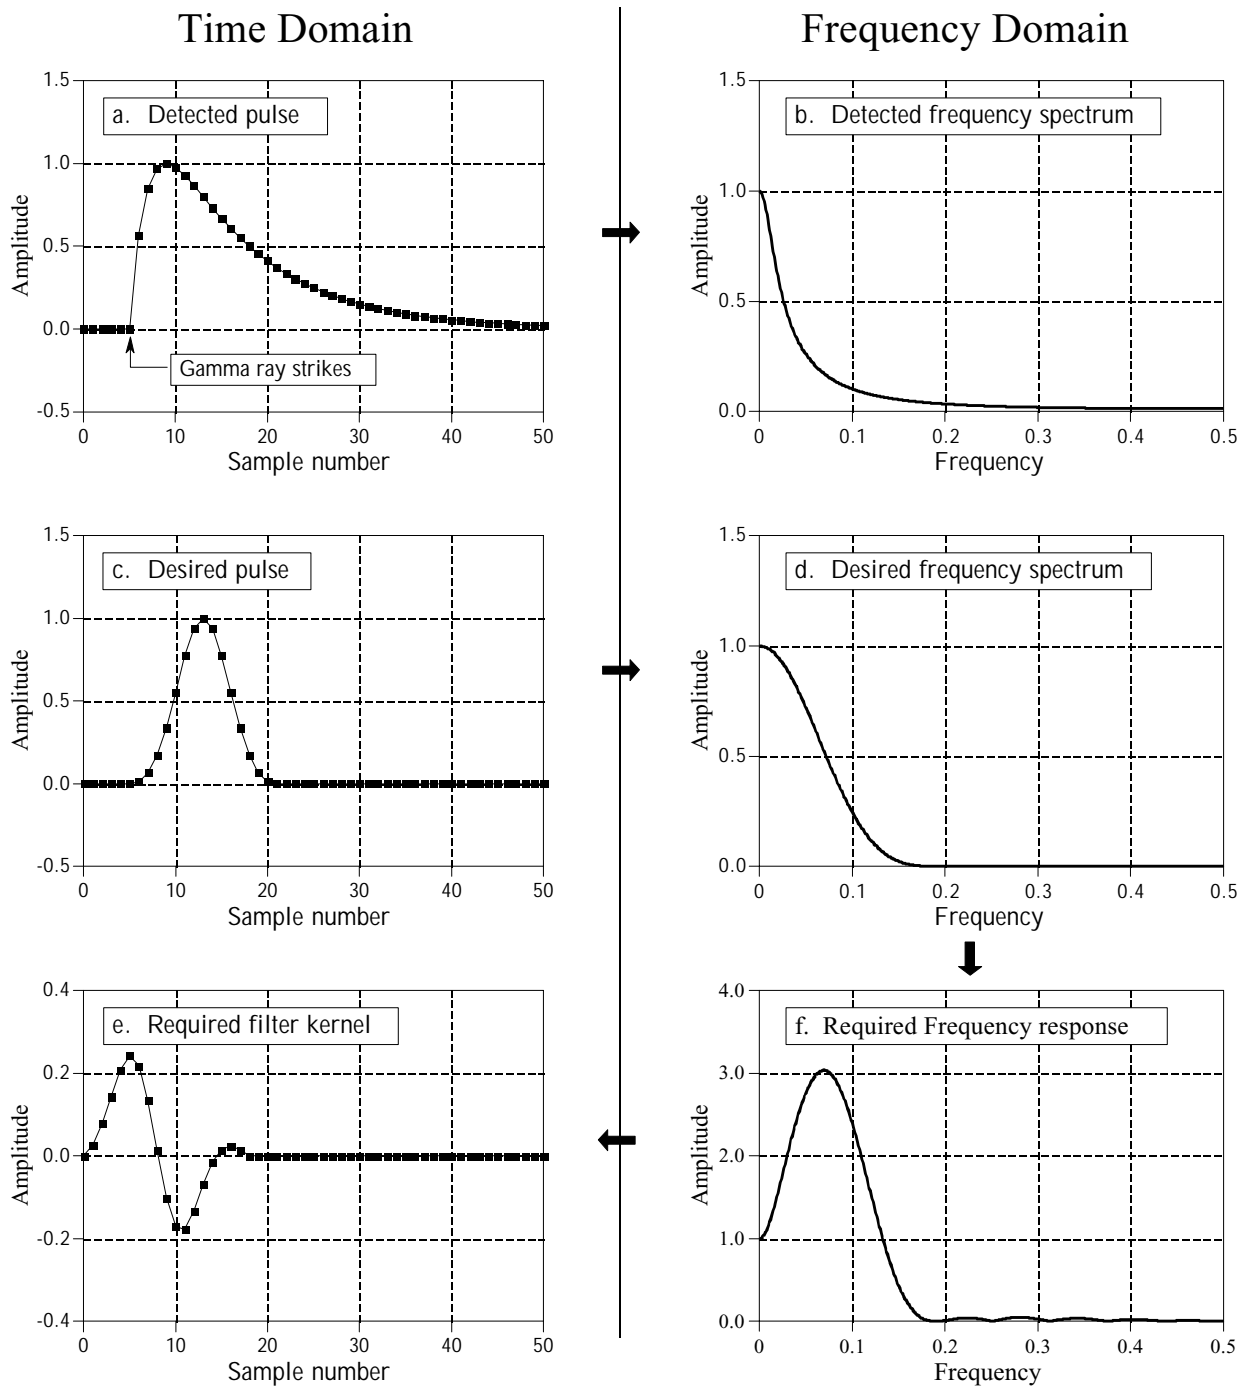 Time Domain
Frequency Domain
1.5
1.0
0.5
0.0
-0.5
Amplitude
a. Detected pulse
Gamma ray strikes
0 10 20 30 40 50
Sample number
1.5
1.0
0.5
0.0
Amplitude
b. Detected frequency spectrum
0 0.1 0.2 0.3 0.4 0.5
Frequency
1.5
1.0
0.5
0.0
-0.5
Amplitude
c. Desired pulse
0 10 20 30 40 50
Sample number
1.5
1.0
0.5
0.0
Amplitude
d. Desired frequency spectrum
0 0.1 0.2 0.3 0.4 0.5
Frequency
0.4
0.2
0.0
-0.2
-0.4
Amplitude
e. Required filter kernel
0 10 20 30 40 50
Sample number
4.0
3.0
2.0
1.0
0.0
Amplitude
f. Required Frequency response
0 0.1 0.2 0.3 0.4 0.5
Frequency